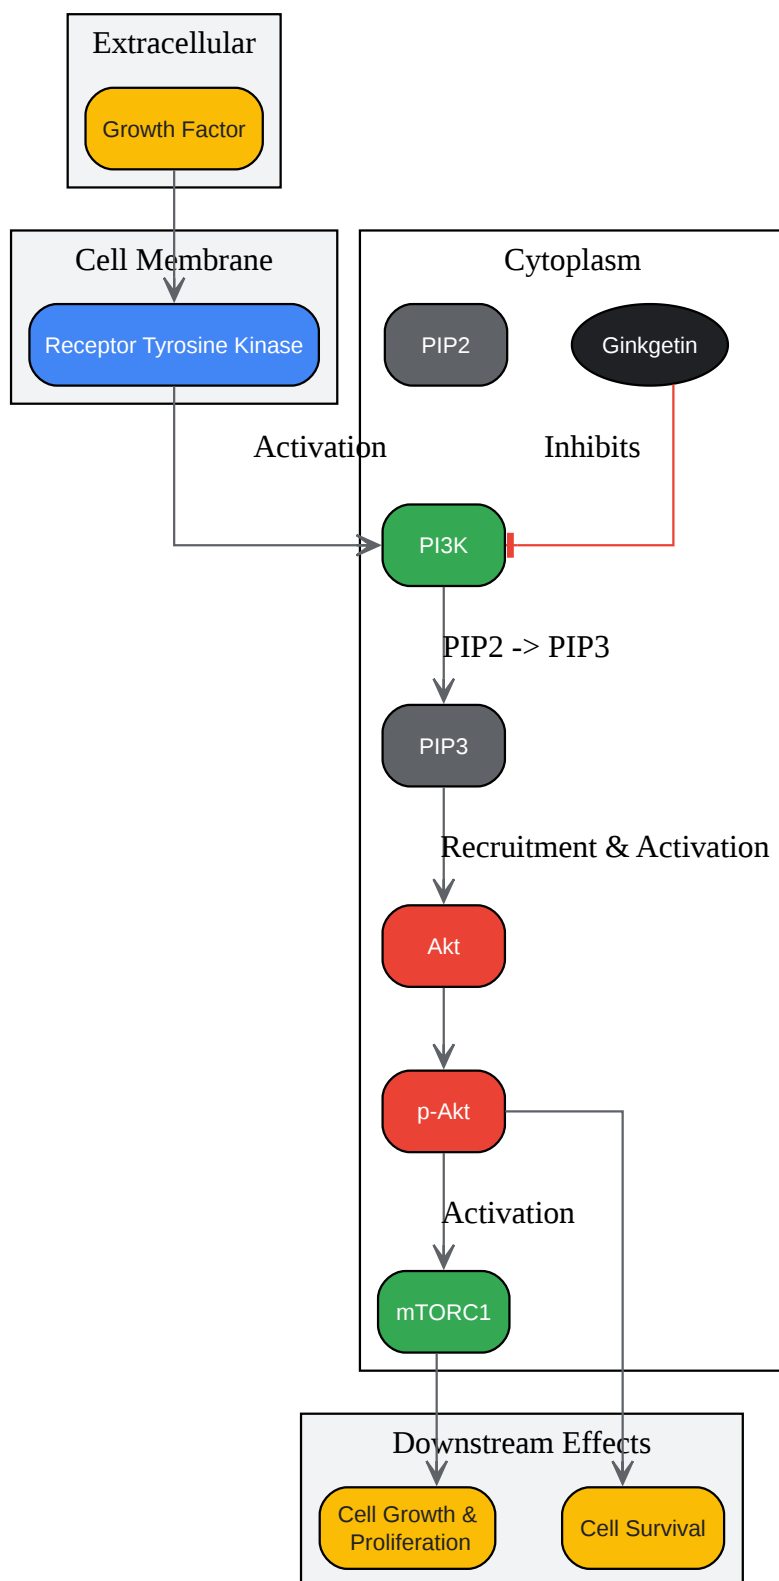 Extracellular
Growth Factor
Cell Membrane
Receptor Tyrosine Kinase
Cytoplasm
PIP2
Ginkgetin
Activation
Inhibits
PI3K
PIP2 -> PIP3
PIP3
Recruitment & Activation
Akt
p-Akt
Activation
mTORC1
Downstream Effects
Cell Growth &
Proliferation
Cell Survival